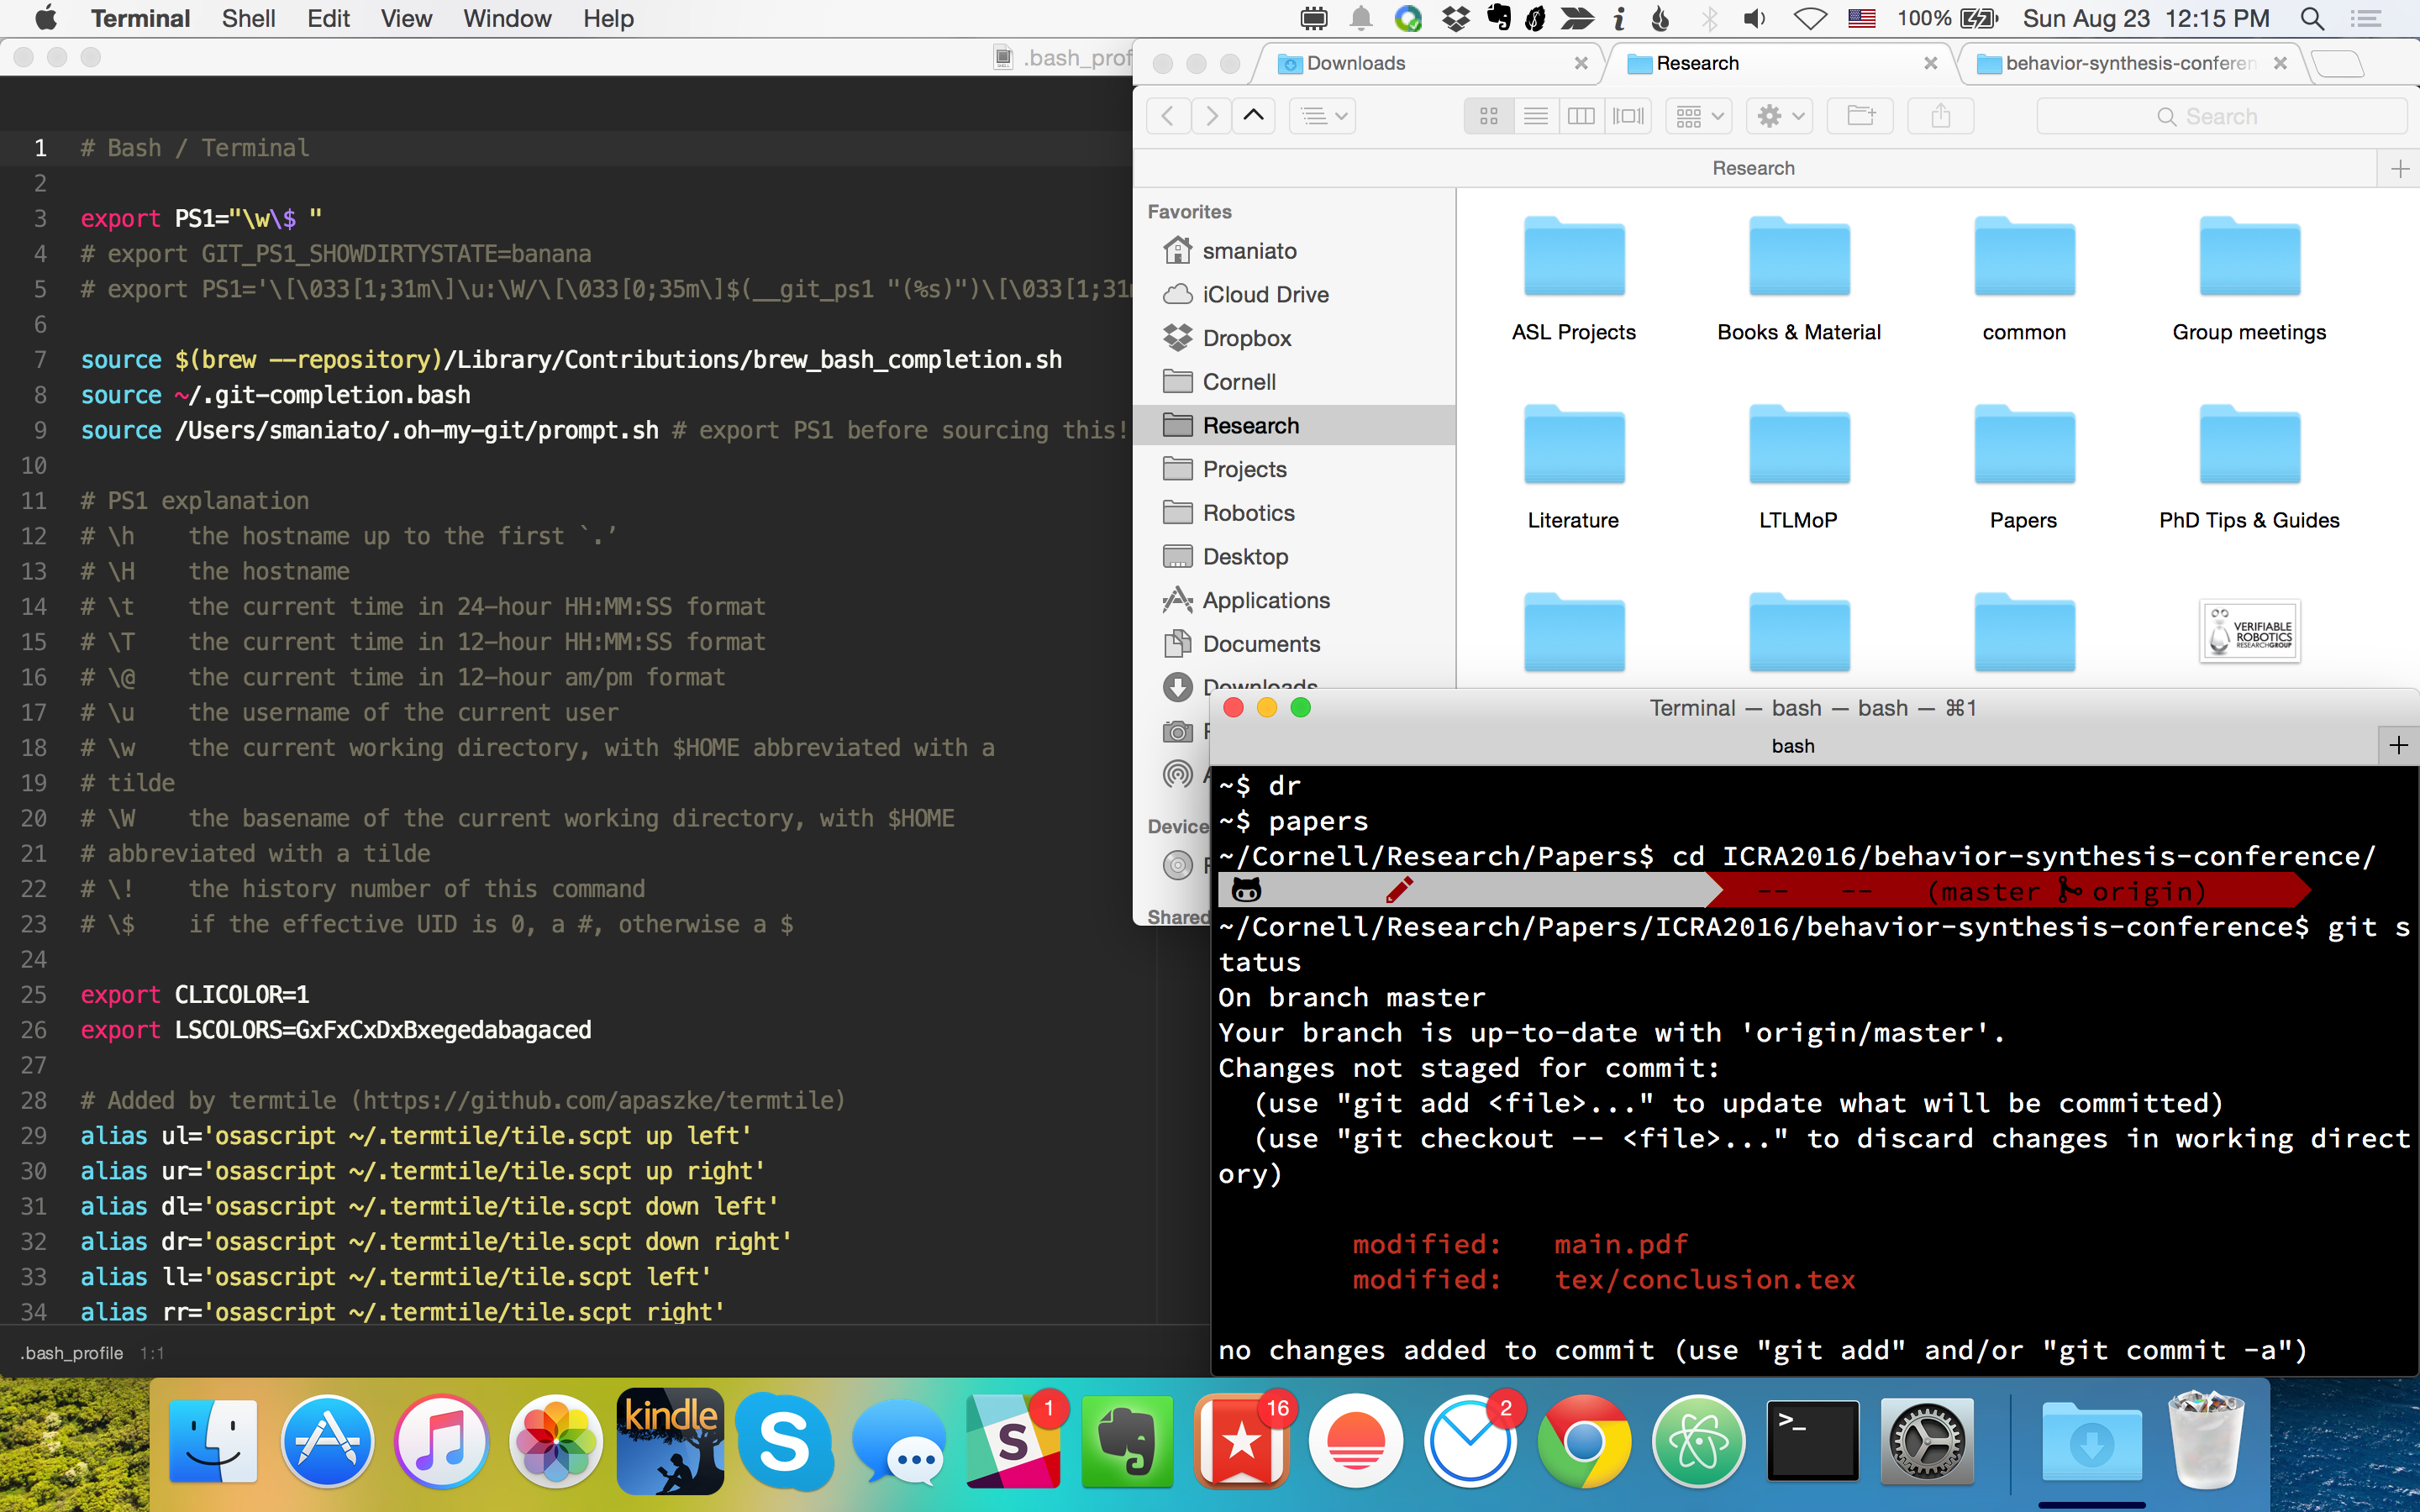 Terminal Shell Edit View Window Help
100% Sun Aug 23 12:15 PM
.bash_prof
1 # Bash / Terminal
2
3 export PS1="\w\$ "
4 # export GIT_PS1_SHOWDIRTYSTATE=banana
5 # export PS1='\[\033[1;31m\]\u:\W/\[\033[0;35m\]$(__git_ps1 "(%s)")\[\033[1;31m
6
7 source $(brew --repository)/Library/Contributions/brew_bash_completion.sh
8 source ~/.git-completion.bash
9 source /Users/smaniato/.oh-my-git/prompt.sh # export PS1 before sourcing this!
10
11 # PS1 explanation
12 # \h    the hostname up to the first `.’
13 # \H    the hostname
14 # \t    the current time in 24-hour HH:MM:SS format
15 # \T    the current time in 12-hour HH:MM:SS format
16 # \@    the current time in 12-hour am/pm format
17 # \u    the username of the current user
18 # \w    the current working directory, with $HOME abbreviated with a
19 # tilde
20 # \W    the basename of the current working directory, with $HOME
21 # abbreviated with a tilde
22 # \!    the history number of this command
23 # \$    if the effective UID is 0, a #, otherwise a $
24
25 export CLICOLOR=1
26 export LSCOLORS=GxFxCxDxBxegedabagaced
27
28 # Added by termtile (https://github.com/apaszke/termtile)
29 alias ul='osascript ~/.termtile/tile.scpt up left'
30 alias ur='osascript ~/.termtile/tile.scpt up right'
31 alias dl='osascript ~/.termtile/tile.scpt down left'
32 alias dr='osascript ~/.termtile/tile.scpt down right'
33 alias ll='osascript ~/.termtile/tile.scpt left'
34 alias rr='osascript ~/.termtile/tile.scpt right'
.bash_profile 1:1
Downloads
Research
behavior-synthesis-conferen
Search
Research
Favorites
smaniato
iCloud Drive
Dropbox
Cornell
Research
Projects
Robotics
Desktop
Applications
Documents
Downloads
Device
Shared
ASL Projects Books & Material common Group meetings
Literature LTLMoP Papers PhD Tips & Guides
VERIFIABLE
ROBOTICS
RESEARCHGROUP
Terminal — bash — bash — ⌘1
bash
~$ dr
~$ papers
~/Cornell/Research/Papers$ cd ICRA2016/behavior-synthesis-conference/
-- -- (master origin)
~/Cornell/Research/Papers/ICRA2016/behavior-synthesis-conference$ git s
tatus
On branch master
Your branch is up-to-date with 'origin/master'.
Changes not staged for commit:
  (use "git add <file>..." to update what will be committed)
  (use "git checkout -- <file>..." to discard changes in working direct
ory)
modified:   main.pdf
modified:   tex/conclusion.tex
no changes added to commit (use "git add" and/or "git commit -a")
kindle
S
S
1
16
2
>_